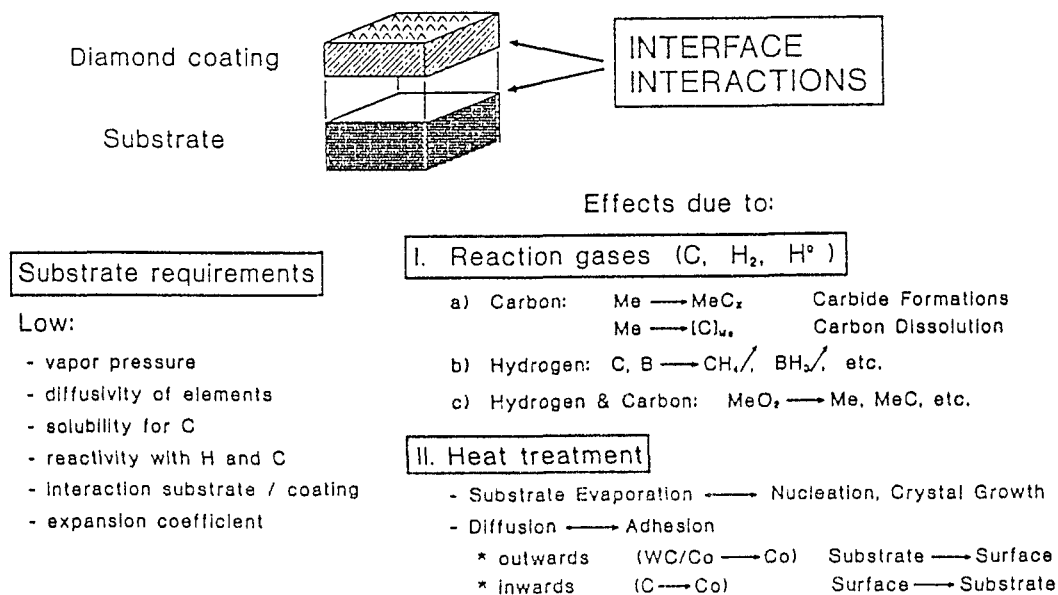 Diamond coating
Substrate
INTERFACE
INTERACTIONS
Effects due to:
Substrate requirements
Low:
- vapor pressure
- diffusivity of elements
- solubility for C
- reactivity with H and C
- interaction substrate / coating
- expansion coefficient
I. Reaction gases (C, H₂, H°)
a) Carbon: Me → MeCₓ Carbide Formations
Me → [C]Me Carbon Dissolution
b) Hydrogen: C, B → CH₄↗, BH₃↗, etc.
c) Hydrogen & Carbon: MeO₂ → Me, MeC, etc.
II. Heat treatment
- Substrate Evaporation ↔ Nucleation, Crystal Growth
- Diffusion ↔ Adhesion
* outwards (WC/Co → Co) Substrate → Surface
* inwards (C → Co) Surface → Substrate